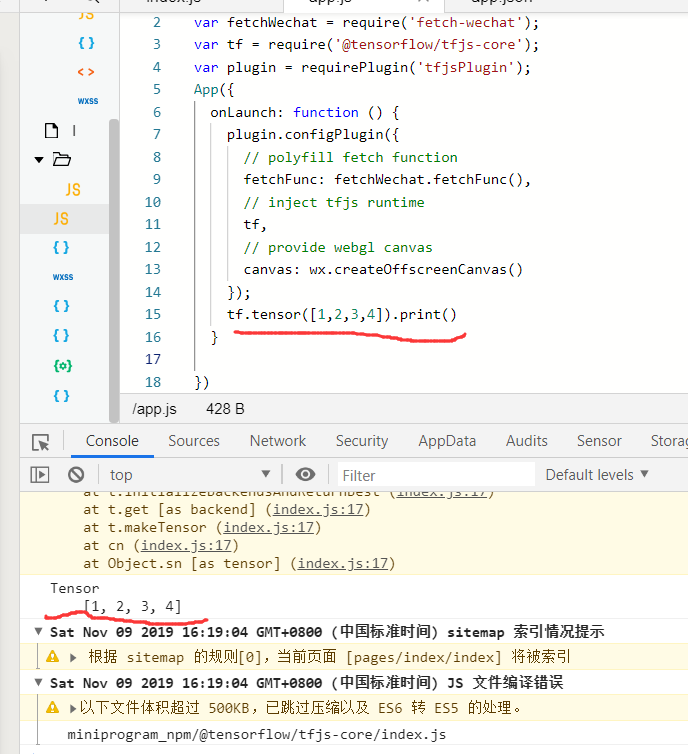 index.js
app.js
app.json
JS
{ }
< >
wxss
JS
JS
{ }
wxss
{ }
{ }
{ }
2 var fetchWechat = require('fetch-wechat');
3 var tf = require('@tensorflow/tfjs-core');
4 var plugin = requirePlugin('tfjsPlugin');
5 App({
6 onLaunch: function () {
7 plugin.configPlugin({
8 // polyfill fetch function
9 fetchFunc: fetchWechat.fetchFunc(),
10 // inject tfjs runtime
11 tf,
12 // provide webgl canvas
13 canvas: wx.createOffscreenCanvas()
14 });
15 tf.tensor([1,2,3,4]).print()
16 }
17
18 })
/app.js 428 B
Console Sources Network Security AppData Audits Sensor Storag
top Filter Default levels ▼
at t.initializeBackendsAndReturnBest (index.js:17)
at t.get [as backend] (index.js:17)
at t.makeTensor (index.js:17)
at cn (index.js:17)
at Object.sn [as tensor] (index.js:17)
Tensor
[1, 2, 3, 4]
▼ Sat Nov 09 2019 16:19:04 GMT+0800 (中国标准时间) sitemap 索引情况提示
▶ 根据 sitemap 的规则[0]，当前页面 [pages/index/index] 将被索引
▼ Sat Nov 09 2019 16:19:04 GMT+0800 (中国标准时间) JS 文件编译错误
▶以下文件体积超过 500KB，已跳过压缩以及 ES6 转 ES5 的处理。
miniprogram_npm/@tensorflow/tfjs-core/index.js